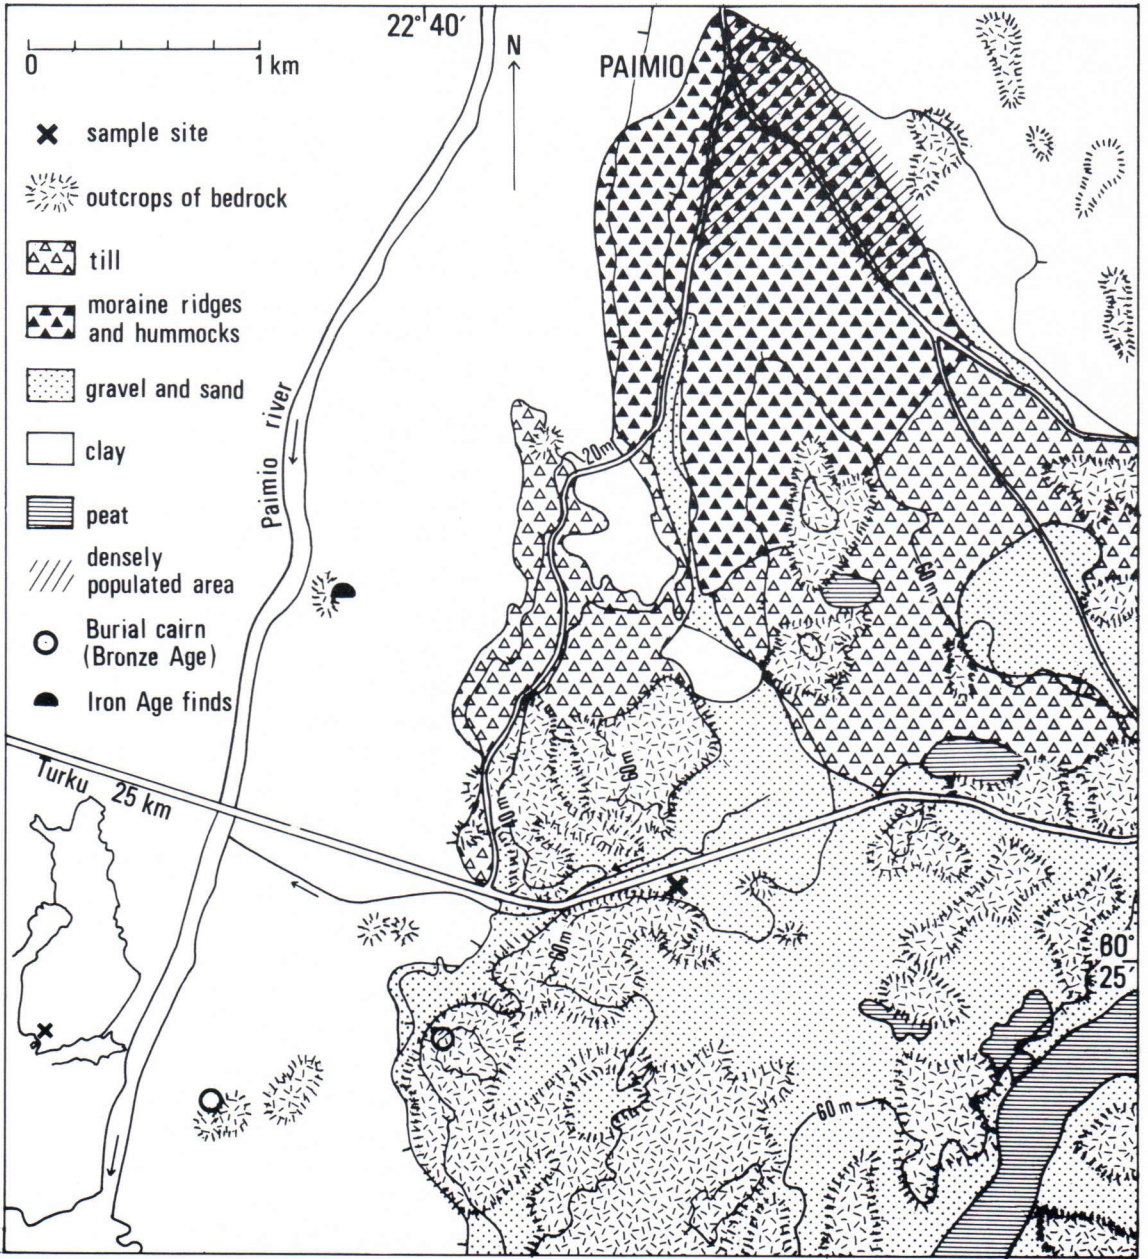 22° 40′
N
PAIMIO
0 1 km
sample site
outcrops of bedrock
till
moraine ridges
and hummocks
gravel and sand
clay
peat
densely
populated area
Burial cairn
(Bronze Age)
Iron Age finds
Paimio river
20m
60 m
60m
40m
Turku 25 km
60m
60°
25′
60 m